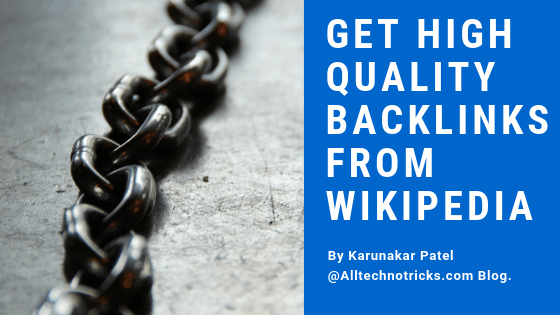 GET HIGH
QUALITY
BACKLINKS
FROM
WIKIPEDIA
By Karunakar Patel
@Alltechnotricks.com Blog.